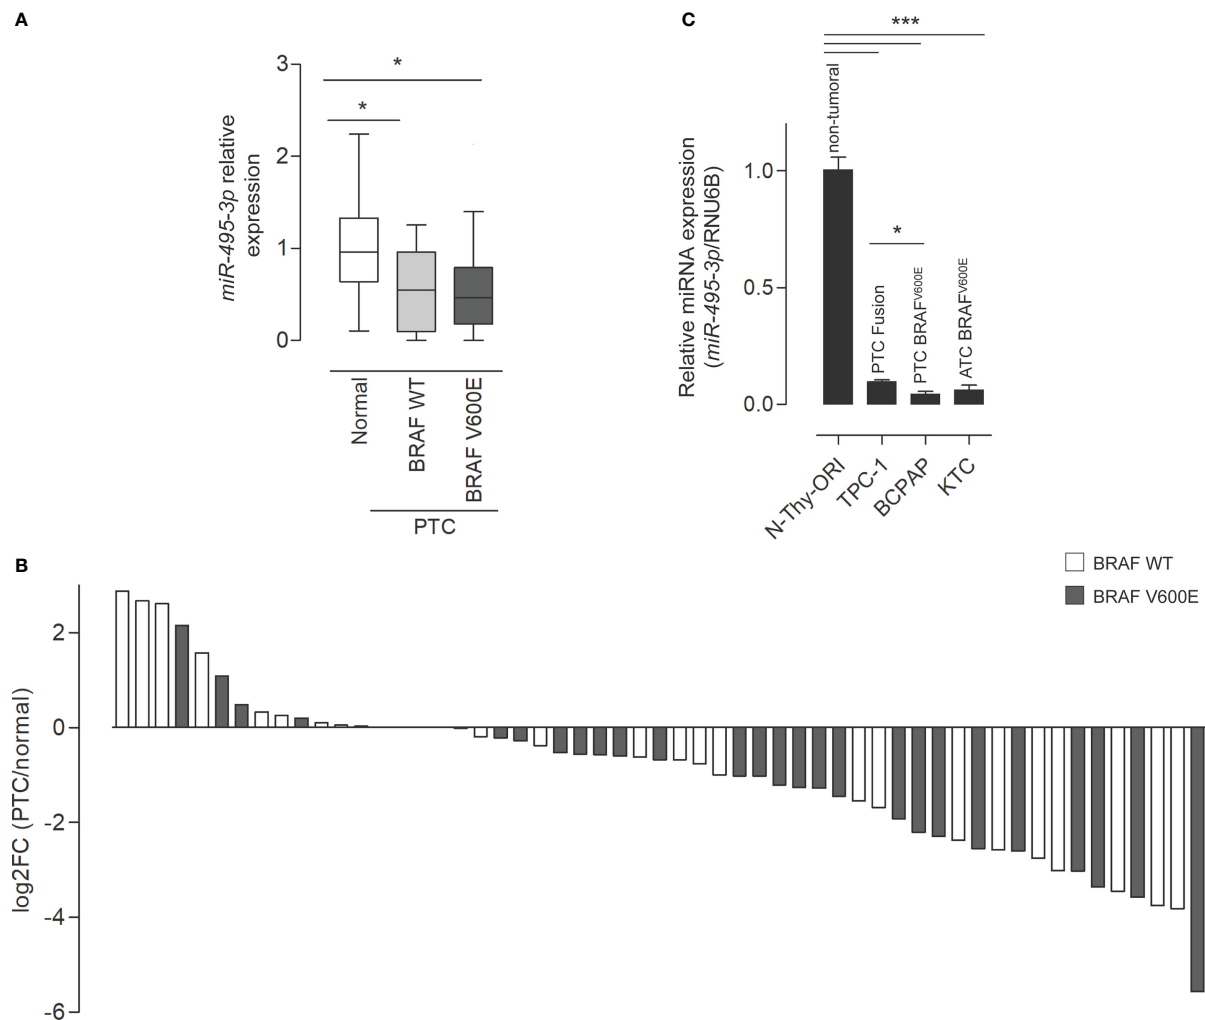 A
miR-495-3p relative
expression
3
2
1
0
*
*
Normal
BRAF WT
BRAF V600E
PTC
C
Relative miRNA expression
(miR-495-3p/RNU6B)
1.0
0.5
0.0
***
*
non-tumoral
PTC Fusion
PTC BRAFV600E
ATC BRAFV600E
N-Thy-ORI
TPC-1
BCPAP
KTC
B
log2FC (PTC/normal)
2
0
-2
-4
-6
BRAF WT
BRAF V600E